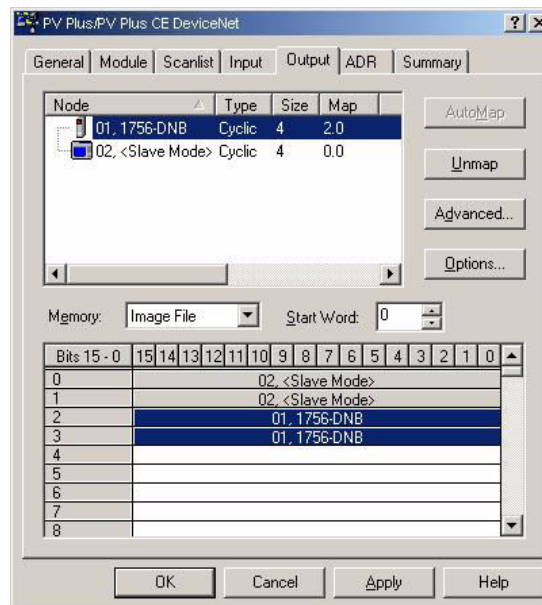 PV Plus/PV Plus CE DeviceNet
General Module Scanlist Input Output ADR Summary
Node Type Size Map
01, 1756-DNB Cyclic 4 2.0
02, <Slave Mode> Cyclic 4 0.0
AutoMap
Unmap
Advanced...
Options...
Memory: Image File Start Word: 0
Bits 15 - 0 15 14 13 12 11 10 9 8 7 6 5 4 3 2 1 0
0 02, <Slave Mode>
1 02, <Slave Mode>
2 01, 1756-DNB
3 01, 1756-DNB
4
5
6
7
8
OK Cancel Apply Help